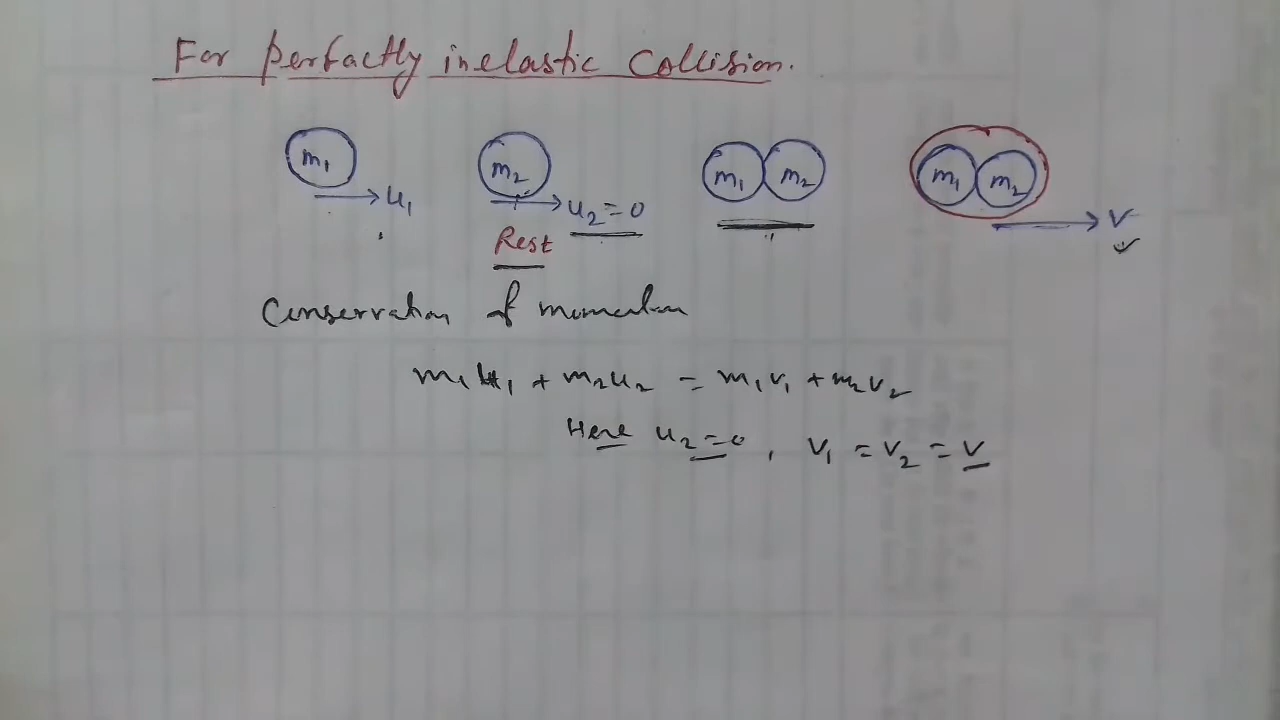 For perfactly inelastic Collision.
m₁ m₂ m₁ m₂ m₁ m₂
u₁ u₂=0 v
Rest
Conservation of momentum
m₁u₁ + m₂u₂ = m₁v₁ + m₂v₂
Here u₂=0, v₁ = v₂ = v